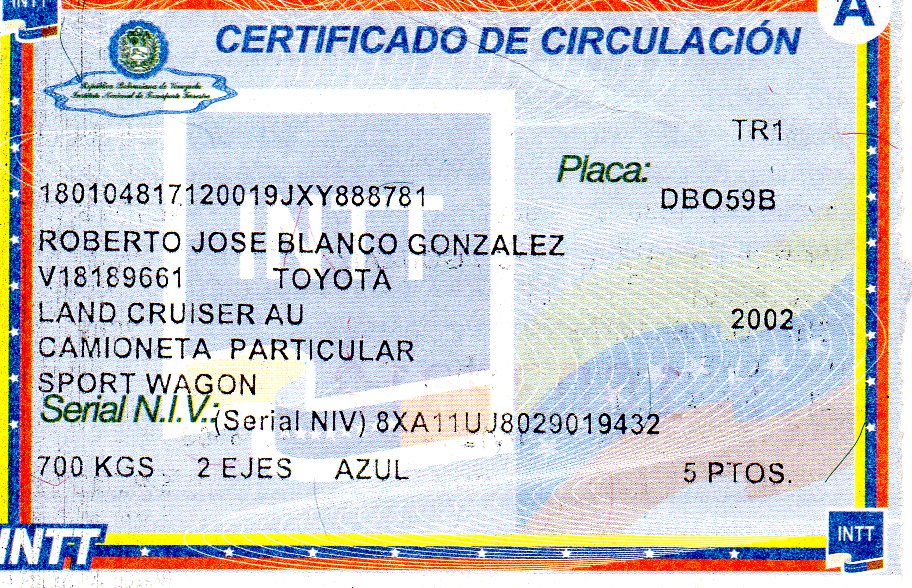 INTT
A
CERTIFICADO DE CIRCULACIÓN
República Bolivariana de Venezuela
Instituto Nacional de Transporte Terrestre
TR1
Placa:
180104817120019JXY888781
DBO59B
INTT
ROBERTO JOSE BLANCO GONZALEZ
V18189661 TOYOTA
LAND CRUISER AU
2002
CAMIONETA PARTICULAR
SPORT WAGON
Serial N.I.V.: (Serial NIV) 8XA11UJ8029019432
700 KGS. 2 EJES AZUL 5 PTOS.
INTT
INTT